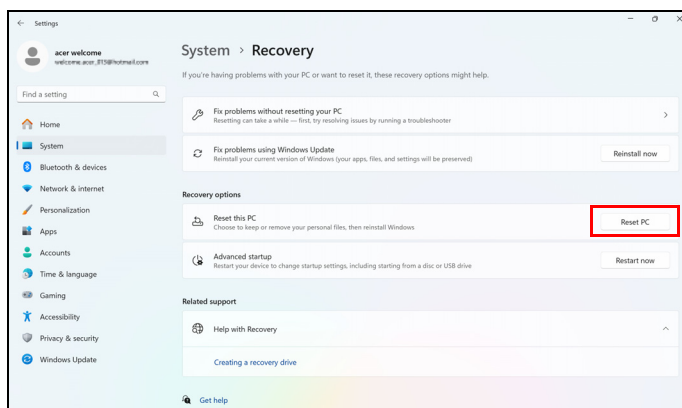 Settings
acer welcome
Find a setting
Home
System
Bluetooth & devices
Network & internet
Personalization
Apps
Accounts
Time & language
Gaming
Accessibility
Privacy & security
Windows Update
System > Recovery
If you're having problems with your PC or want to reset it, these recovery options might help.
Fix problems without resetting your PC
Resetting can take a while — first, try resolving issues by running a troubleshooter
Fix problems using Windows Update
Reinstall your current version of Windows (your apps, files, and settings will be preserved)
Reinstall now
Recovery options
Reset this PC
Choose to keep or remove your personal files, then reinstall Windows
Reset PC
Advanced startup
Restart your device to change startup settings, including starting from a disc or USB drive
Restart now
Related support
Help with Recovery
Creating a recovery drive
Get help